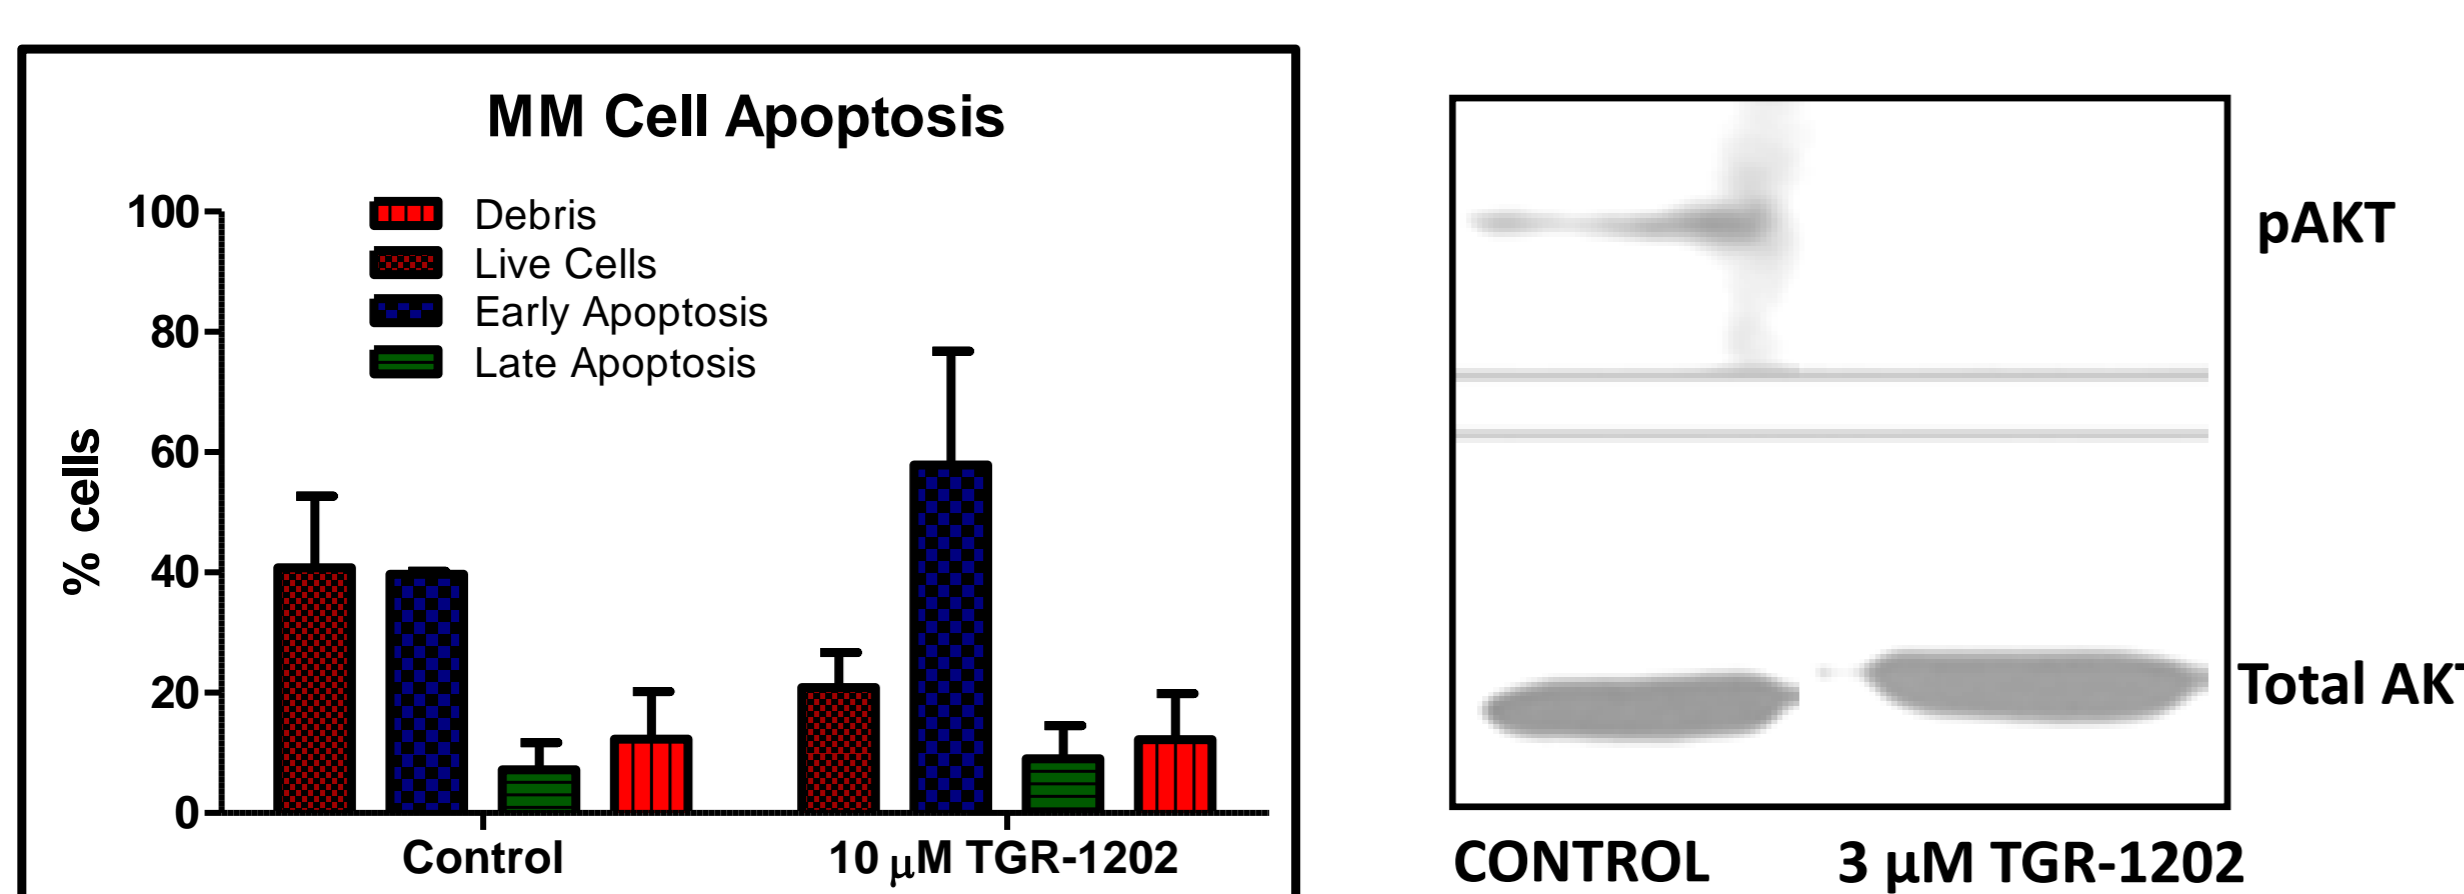 MM Cell Apoptosis
Debris
Live Cells
Early Apoptosis
Late Apoptosis
% cells
100
80
60
40
20
0
Control
10 μM TGR-1202
pAKT
Total AKT
CONTROL
3 μM TGR-1202